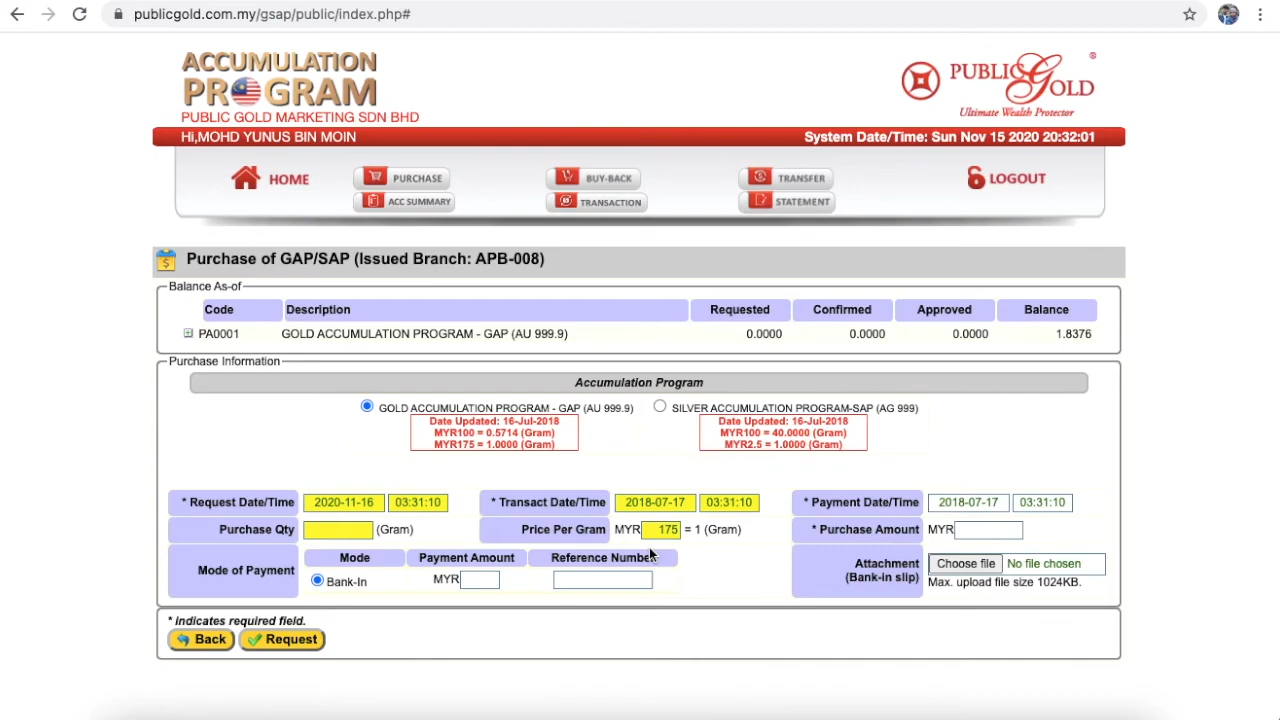 publicgold.com.my/gsap/public/index.php#
ACCUMULATION
PROGRAM
PUBLIC GOLD MARKETING SDN BHD
PUBLIC GOLD ®
Ultimate Wealth Protector
Hi,MOHD YUNUS BIN MOIN
System Date/Time: Sun Nov 15 2020 20:32:01
HOME
PURCHASE
BUY-BACK
TRANSFER
LOGOUT
ACC SUMMARY
TRANSACTION
STATEMENT
Purchase of GAP/SAP (Issued Branch: APB-008)
Balance As-of
Code Description Requested Confirmed Approved Balance
PA0001 GOLD ACCUMULATION PROGRAM - GAP (AU 999.9) 0.0000 0.0000 0.0000 1.8376
Purchase Information
Accumulation Program
GOLD ACCUMULATION PROGRAM - GAP (AU 999.9)
Date Updated: 16-Jul-2018
MYR100 = 0.5714 (Gram)
MYR175 = 1.0000 (Gram)
SILVER ACCUMULATION PROGRAM-SAP (AG 999)
Date Updated: 16-Jul-2018
MYR100 = 40.0000 (Gram)
MYR2.5 = 1.0000 (Gram)
* Request Date/Time 2020-11-16 03:31:10 * Transact Date/Time 2018-07-17 03:31:10 * Payment Date/Time 2018-07-17 03:31:10
Purchase Qty (Gram) Price Per Gram MYR 175 = 1 (Gram) * Purchase Amount MYR
Mode of Payment
Mode Payment Amount Reference Number
Bank-In MYR
Attachment
(Bank-in slip)
Choose file No file chosen
Max. upload file size 1024KB.
* indicates required field.
Back Request